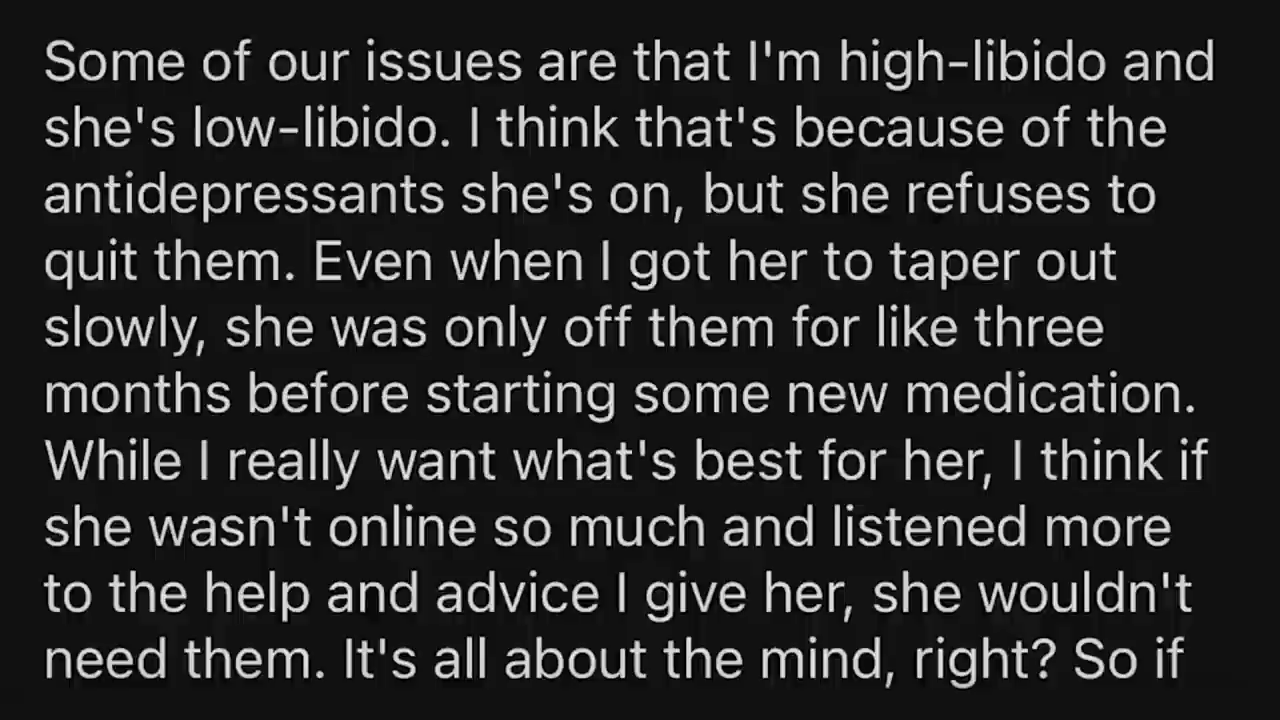 Some of our issues are that I'm high-libido and
she's low-libido. I think that's because of the
antidepressants she's on, but she refuses to
quit them. Even when I got her to taper out
slowly, she was only off them for like three
months before starting some new medication.
While I really want what's best for her, I think if
she wasn't online so much and listened more
to the help and advice I give her, she wouldn't
need them. It's all about the mind, right? So if